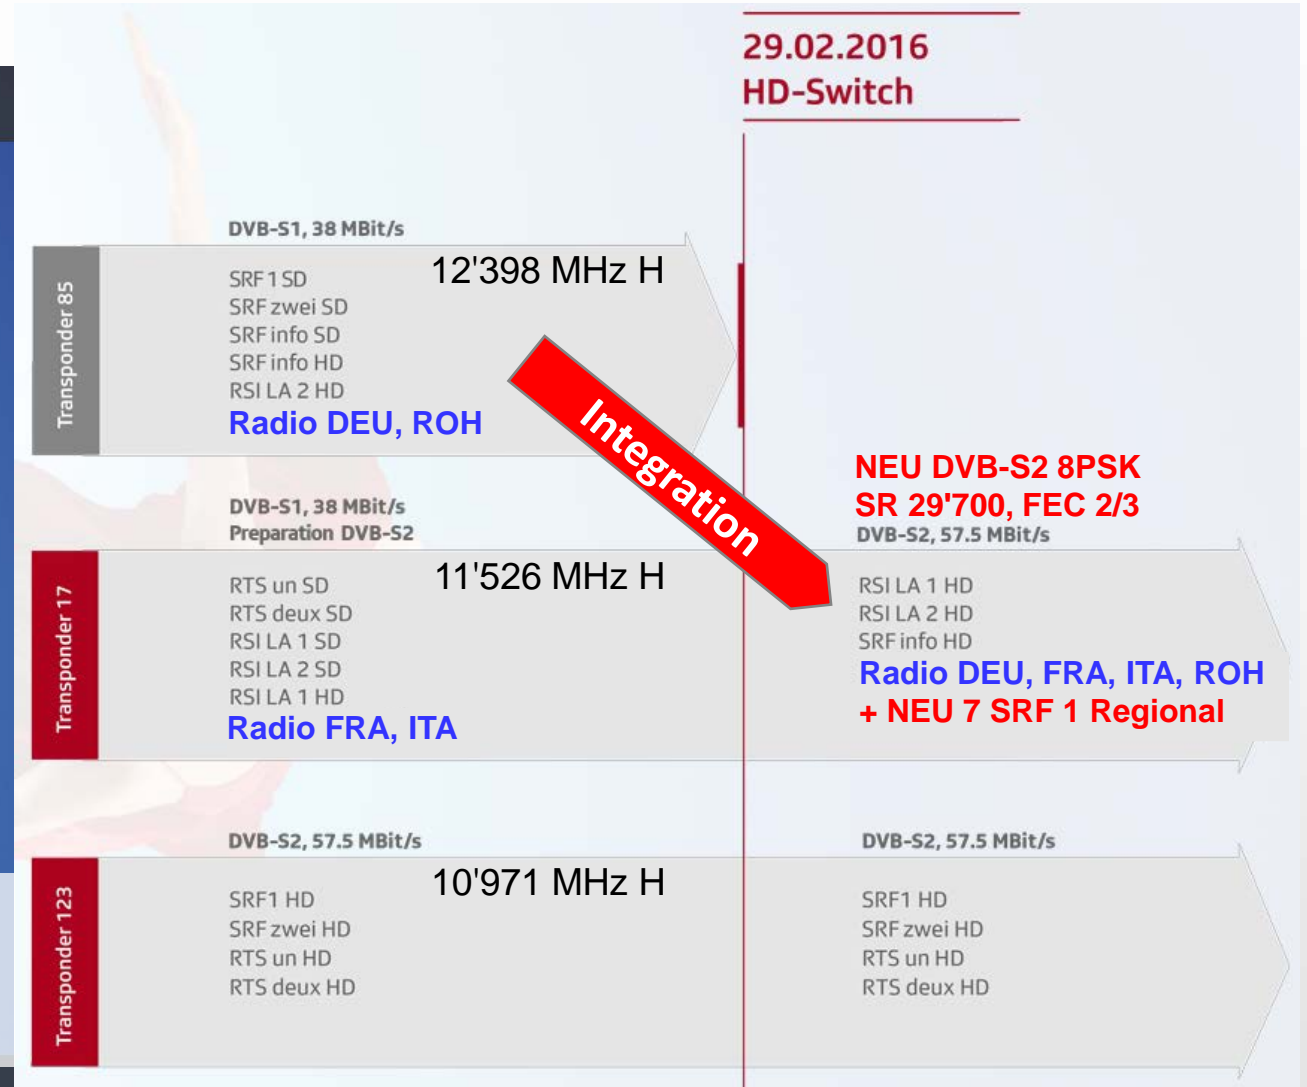 29.02.2016
HD-Switch
DVB-S1, 38 MBit/s
Transponder 85
12'398 MHz H
SRF 1 SD
SRF zwei SD
SRF info SD
SRF info HD
RSI LA 2 HD
Radio DEU, ROH
Integration
NEU DVB-S2 8PSK
SR 29'700, FEC 2/3
DVB-S1, 38 MBit/s
Preparation DVB-S2
DVB-S2, 57.5 MBit/s
Transponder 17
11'526 MHz H
RTS un SD
RTS deux SD
RSI LA 1 SD
RSI LA 2 SD
RSI LA 1 HD
Radio FRA, ITA
RSI LA 1 HD
RSI LA 2 HD
SRF info HD
Radio DEU, FRA, ITA, ROH
+ NEU 7 SRF 1 Regional
DVB-S2, 57.5 MBit/s
DVB-S2, 57.5 MBit/s
Transponder 123
10'971 MHz H
SRF1 HD
SRF zwei HD
RTS un HD
RTS deux HD
SRF1 HD
SRF zwei HD
RTS un HD
RTS deux HD